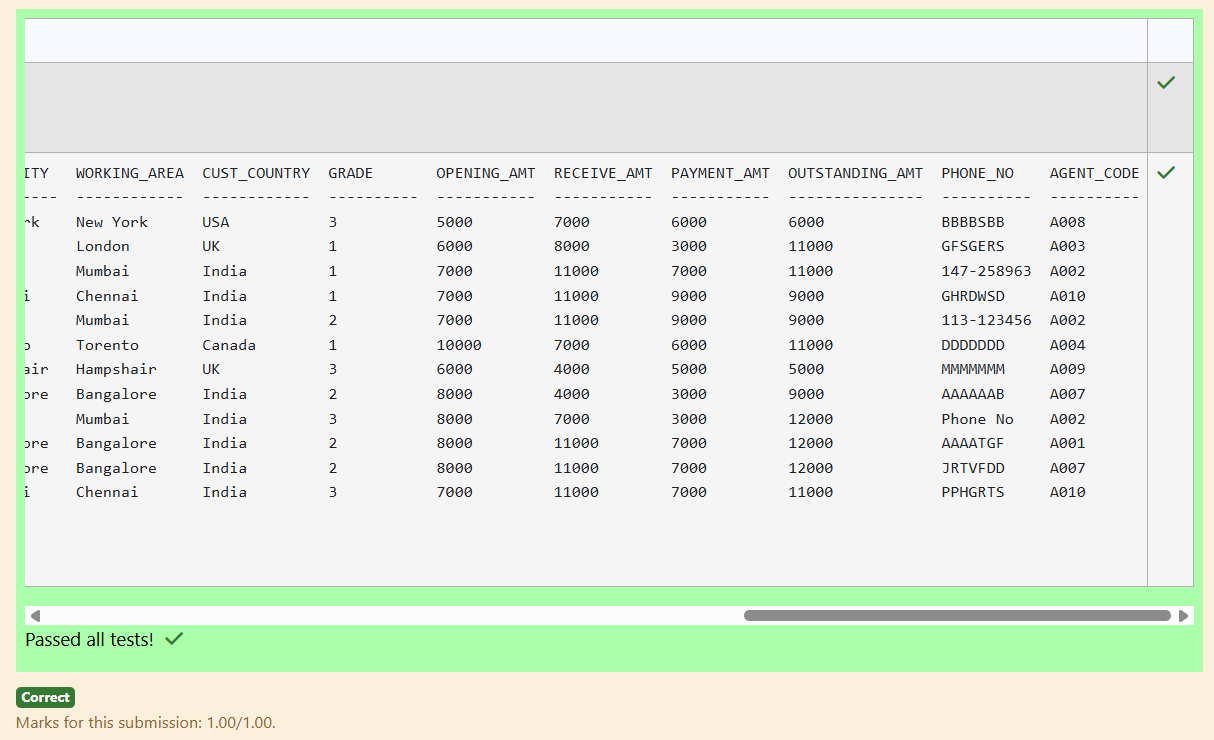 ITY WORKING_AREA CUST_COUNTRY GRADE OPENING_AMT RECEIVE_AMT PAYMENT_AMT OUTSTANDING_AMT PHONE_NO AGENT_CODE
---- ------------ ------------ ---------- ----------- ----------- ----------- --------------- ---------- ----------
rk New York USA 3 5000 7000 6000 6000 BBBBSBB A008
London UK 1 6000 8000 3000 11000 GFSGERS A003
Mumbai India 1 7000 11000 7000 11000 147-258963 A002
i Chennai India 1 7000 11000 9000 9000 GHRDWSD A010
Mumbai India 2 7000 11000 9000 9000 113-123456 A002
o Torento Canada 1 10000 7000 6000 11000 DDDDDDD A004
air Hampshair UK 3 6000 4000 5000 5000 MMMMMMM A009
ore Bangalore India 2 8000 4000 3000 9000 AAAAAAB A007
Mumbai India 3 8000 7000 3000 12000 Phone No A002
ore Bangalore India 2 8000 11000 7000 12000 AAAATGF A001
ore Bangalore India 2 8000 11000 7000 12000 JRTVFDD A007
i Chennai India 3 7000 11000 7000 11000 PPHGRTS A010
Passed all tests!
Correct
Marks for this submission: 1.00/1.00.